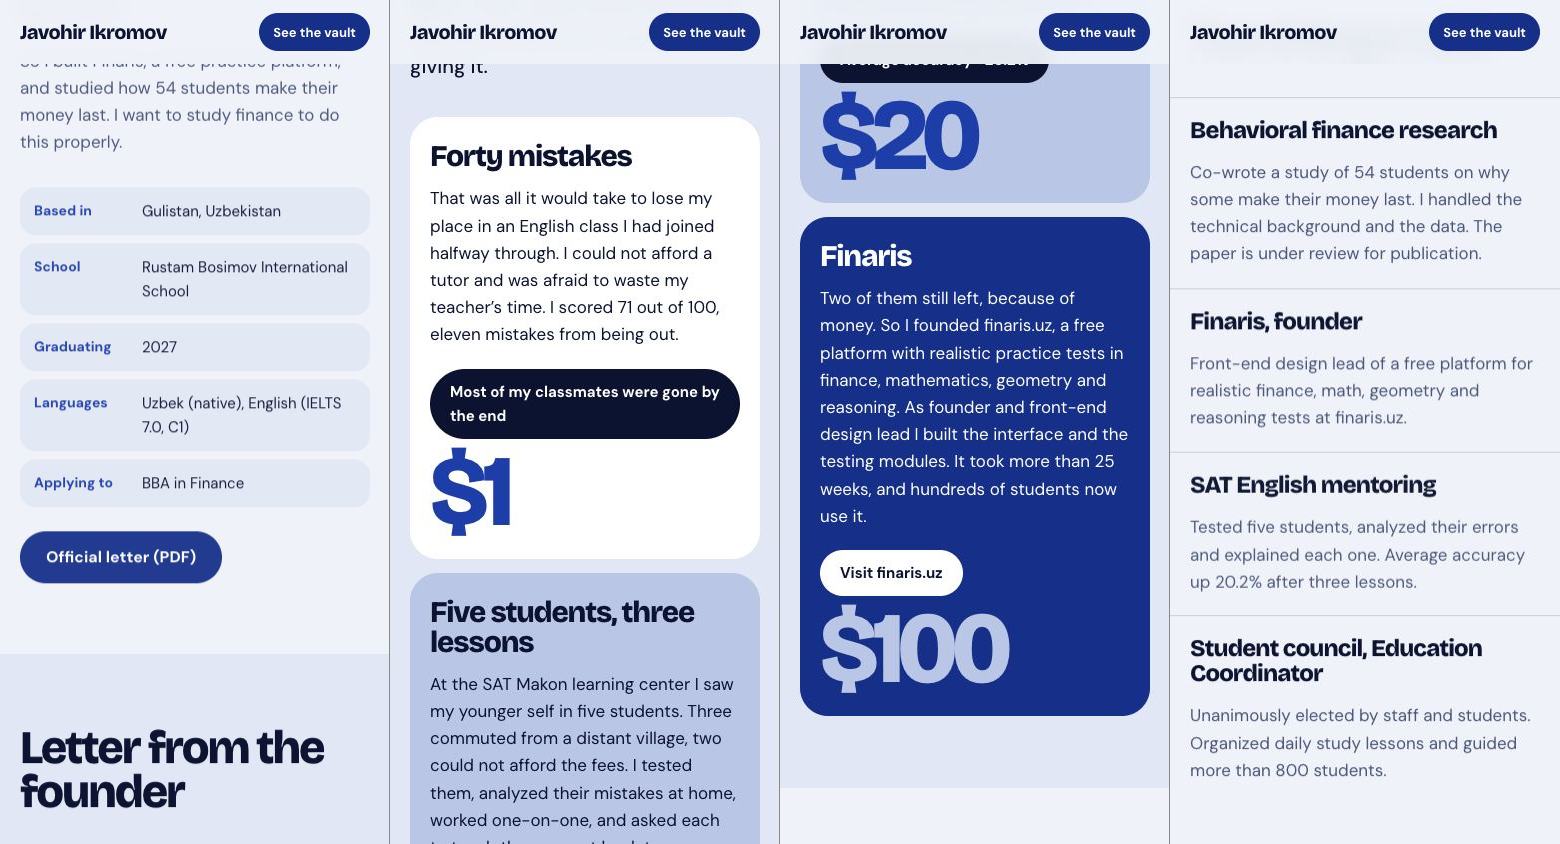 Javohir Ikromov
See the vault
So I built Finaris, a free practice platform,
and studied how 54 students make their
money last. I want to study finance to do
this properly.
Based in
Gulistan, Uzbekistan
School
Rustam Bosimov International
School
Graduating
2027
Languages
Uzbek (native), English (IELTS
7.0, C1)
Applying to
BBA in Finance
Official letter (PDF)
Letter from the
founder
Javohir Ikromov
See the vault
giving it.
Forty mistakes
That was all it would take to lose my
place in an English class I had joined
halfway through. I could not afford a
tutor and was afraid to waste my
teacher’s time. I scored 71 out of 100,
eleven mistakes from being out.
Most of my classmates were gone by
the end
$1
Five students, three
lessons
At the SAT Makon learning center I saw
my younger self in five students. Three
commuted from a distant village, two
could not afford the fees. I tested
them, analyzed their mistakes at home,
worked one-on-one, and asked each
Javohir Ikromov
See the vault
$20
Finaris
Two of them still left, because of
money. So I founded finaris.uz, a free
platform with realistic practice tests in
finance, mathematics, geometry and
reasoning. As founder and front-end
design lead I built the interface and the
testing modules. It took more than 25
weeks, and hundreds of students now
use it.
Visit finaris.uz
$100
Javohir Ikromov
See the vault
Behavioral finance research
Co-wrote a study of 54 students on why
some make their money last. I handled the
technical background and the data. The
paper is under review for publication.
Finaris, founder
Front-end design lead of a free platform for
realistic finance, math, geometry and
reasoning tests at finaris.uz.
SAT English mentoring
Tested five students, analyzed their errors
and explained each one. Average accuracy
up 20.2% after three lessons.
Student council, Education
Coordinator
Unanimously elected by staff and students.
Organized daily study lessons and guided
more than 800 students.